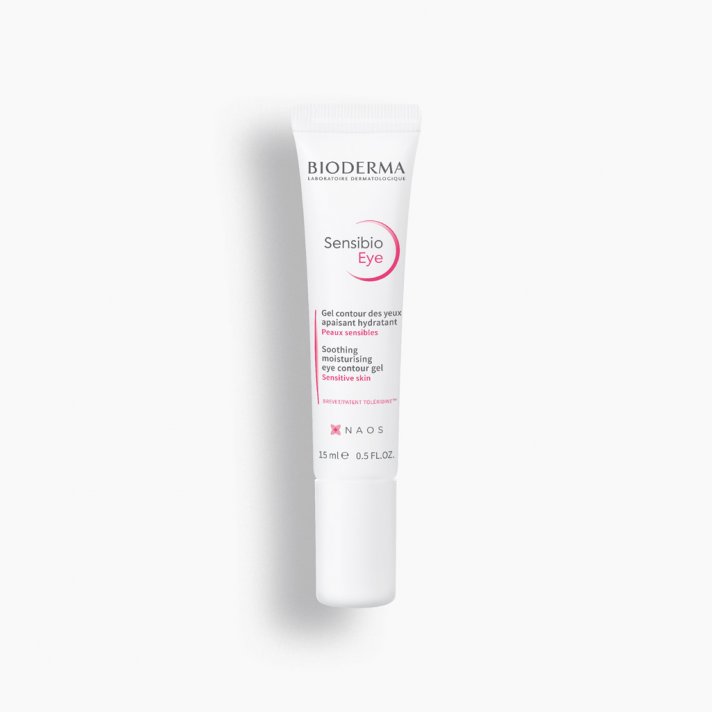 BIODERMA
LABORATOIRE DERMATOLOGIQUE
Sensibio
Eye
Gel contour des yeux
apaisant hydratant
Peaux sensibles
Soothing
moisturising
eye contour gel
Sensitive skin
BREVET/PATENT TOLERIDINE™
NAOS
15 ml ℮ 0.5 FL.OZ.